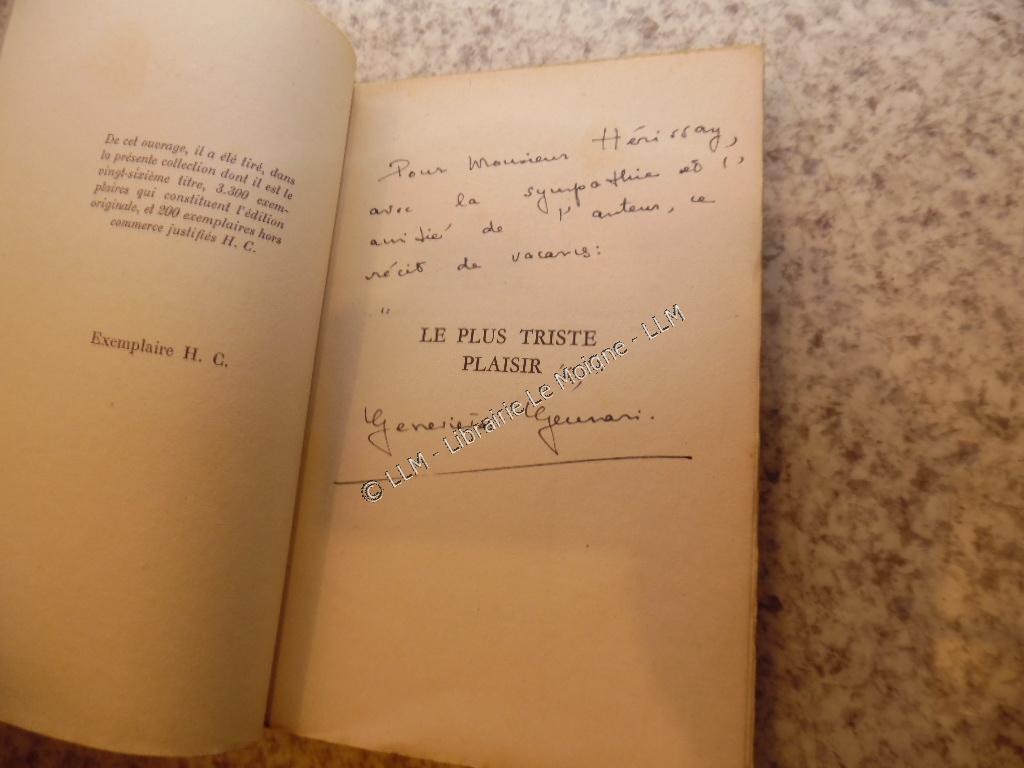 De cet ouvrage, il a été tiré, dans
la présente collection dont il est le
vingt-sixième titre, 3.300 exem-
plaires qui constituent l'édition
originale, et 200 exemplaires hors
commerce justifiés H. C.
Exemplaire H. C.
Pour Monsieur Hérissay,
avec la sympathie et l'
amitié de l'auteur, ce
récit de vacances:
"
LE PLUS TRISTE
PLAISIR
Geneviève Gennari.
© LLM - Librairie Le Moigne - LLM